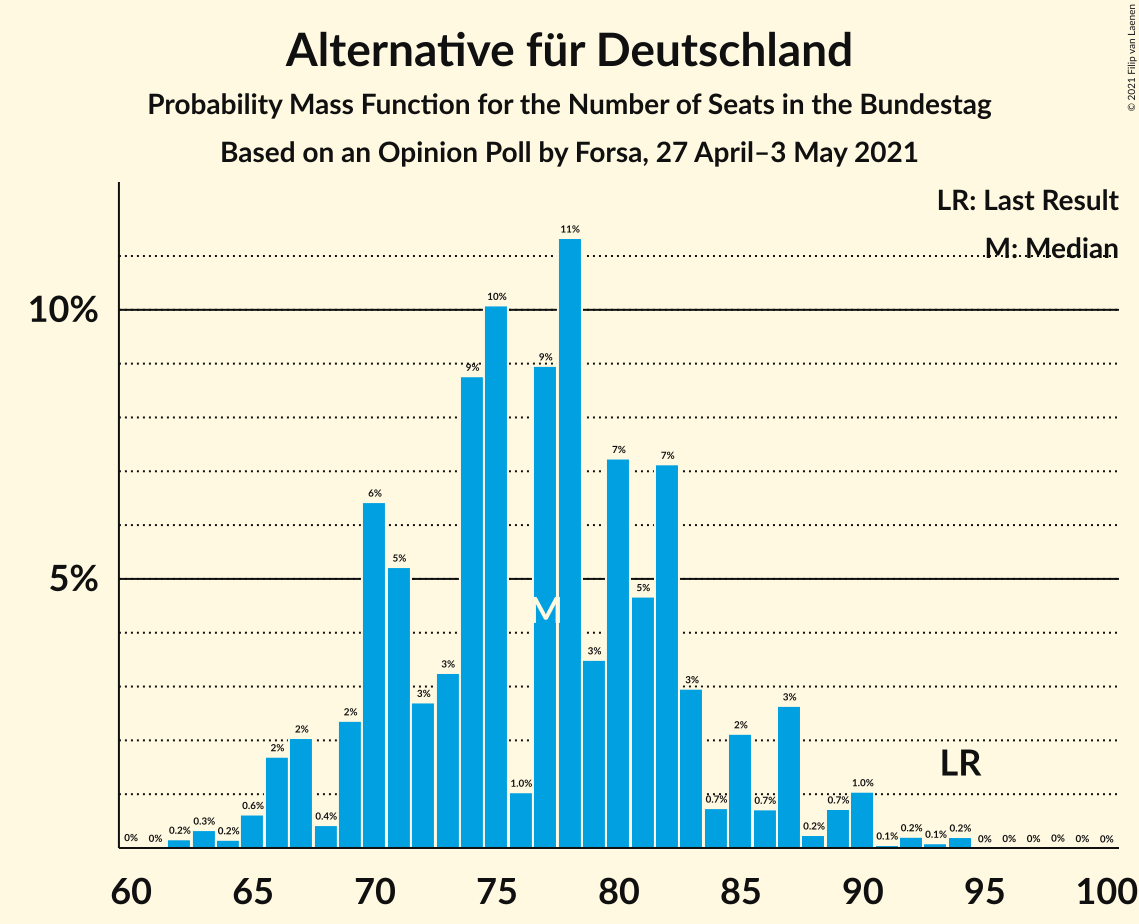 Alternative für Deutschland
Probability Mass Function for the Number of Seats in the Bundestag
Based on an Opinion Poll by Forsa, 27 April–3 May 2021
© 2021 Filip van Laenen
LR: Last Result
M: Median
10%
5%
0% 0% 0.2% 0.3% 0.2% 0.6% 2% 2% 0.4% 2% 6% 5% 3% 3% 9% 10% 1.0% 9% 11% 3% 7% 5% 7% 3% 0.7% 2% 0.7% 3% 0.2% 0.7% 1.0% 0.1% 0.2% 0.1% 0.2% 0% 0% 0% 0% 0% 0%
M
LR
60 65 70 75 80 85 90 95 100